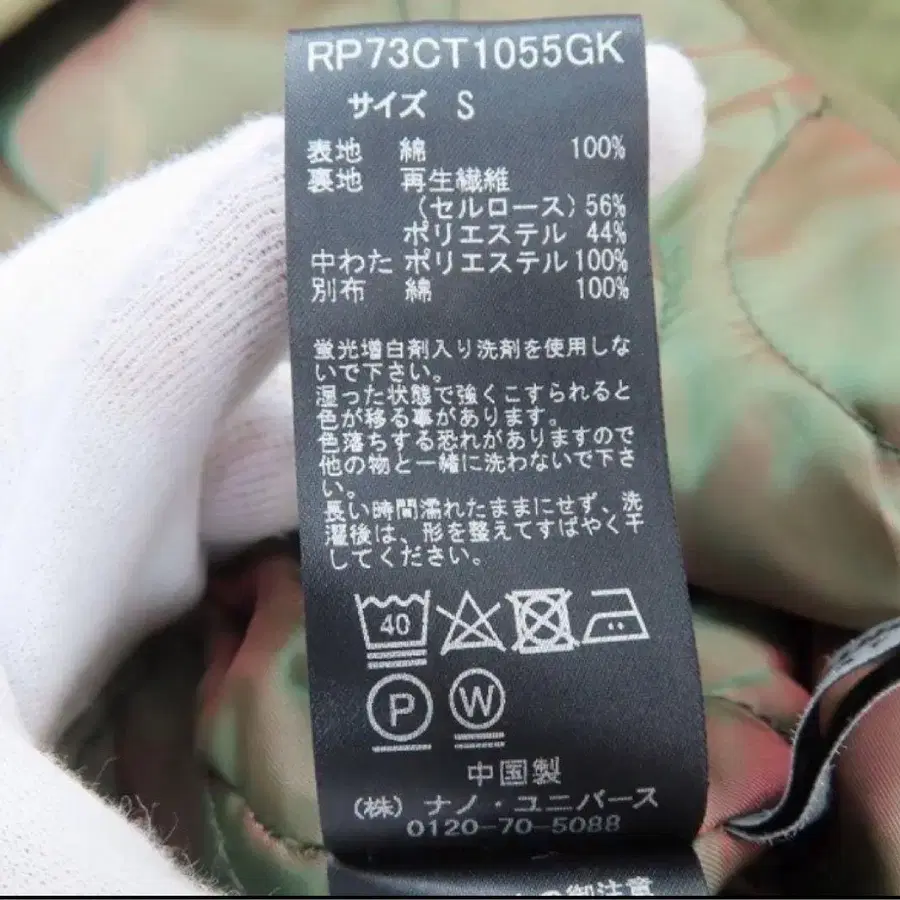 RP73CT1055GK
サイズ S
表地 綿 100%
裏地 再生繊維
(セルロース) 56%
ポリエステル 44%
中わた ポリエステル 100%
別布 綿 100%
蛍光増白剤入り洗剤を使用しな
いで下さい。
湿った状態で強くこすられると
色が移る事があります。
色落ちする恐れがありますので
他の物と一緒に洗わないで下さ
い。
長い時間濡れたままにせず、洗
濯後は、形を整えてすばやく干
してください。
40
P W
中国製
(株) ナノ・ユニバース
0120-70-5088
の御注意